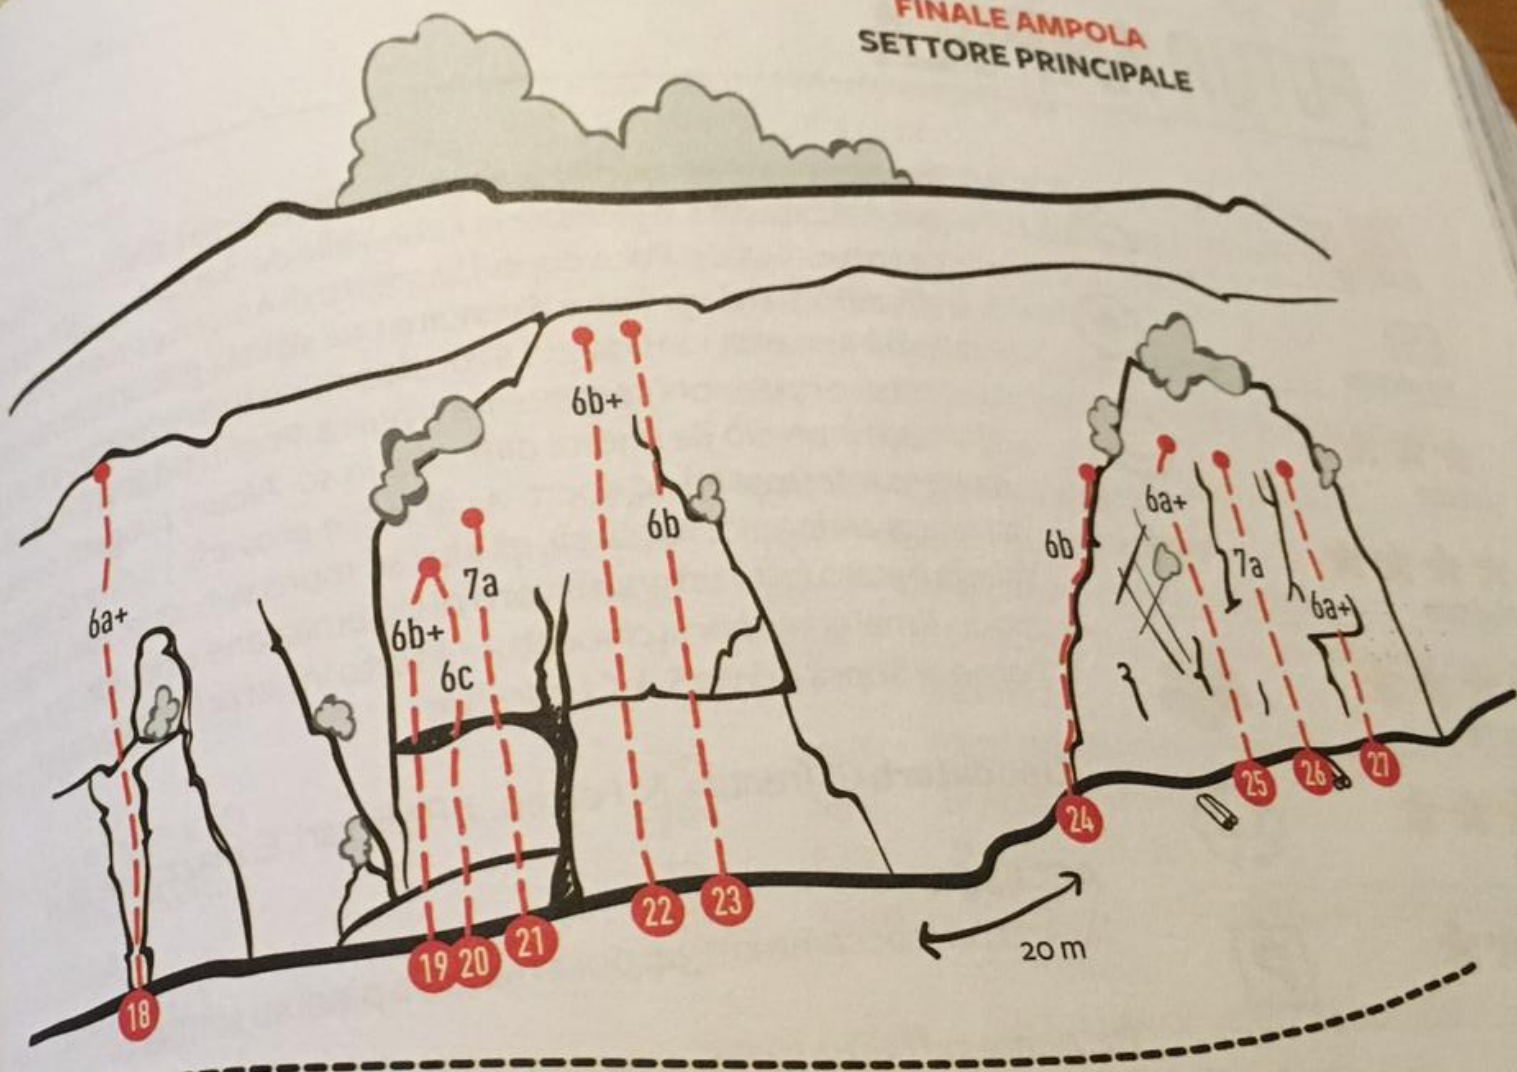 FINALE AMPOLA
SETTORE PRINCIPALE
6b+
6a+
6b
6b
7a
7a
6a+
6a+
6b+
6c
24
25
26
27
22
23
21
19
20
20 m
18